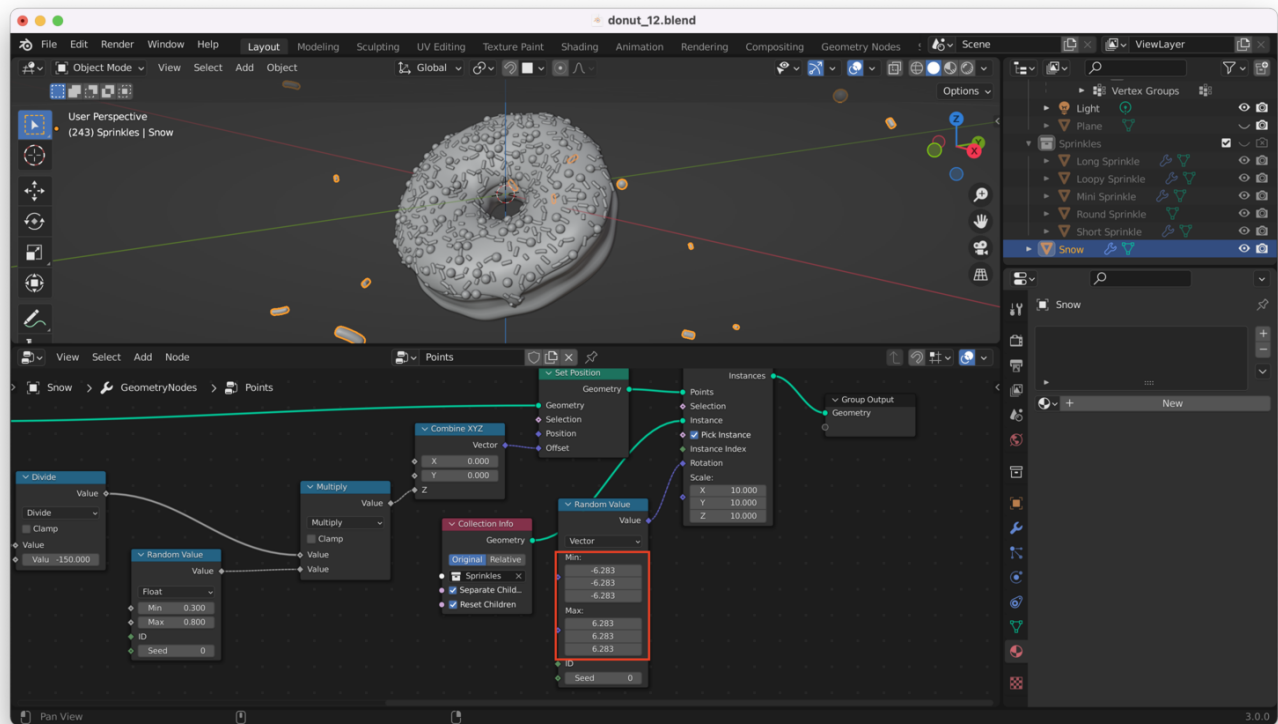 donut_12.blend
File Edit Render Window Help Layout Modeling Sculpting UV Editing Texture Paint Shading Animation Rendering Compositing Geometry Nodes Scene ViewLayer
Object Mode View Select Add Object Global
Options
User Perspective
(243) Sprinkles | Snow
Z
Y
X
Vertex Groups
Light
Plane
Sprinkles
Long Sprinkle
Loopy Sprinkle
Mini Sprinkle
Round Sprinkle
Short Sprinkle
Snow
Snow
New
View Select Add Node Points
Snow > GeometryNodes > Points
Divide
Value
Divide
Clamp
Value
Valu -150.000
Random Value
Value
Float
Min 0.300
Max 0.800
ID
Seed 0
Multiply
Value
Multiply
Clamp
Value
Value
Combine XYZ
Vector
X 0.000
Y 0.000
Z
Collection Info
Geometry
Original Relative
Sprinkles
Separate Child..
Reset Children
Set Position
Geometry
Geometry
Selection
Position
Offset
Random Value
Value
Vector
Min:
-6.283
-6.283
-6.283
Max:
6.283
6.283
6.283
ID
Seed 0
Instances
Points
Selection
Instance
Pick Instance
Instance Index
Rotation
Scale:
X 10.000
Y 10.000
Z 10.000
Group Output
Geometry
Pan View
3.0.0